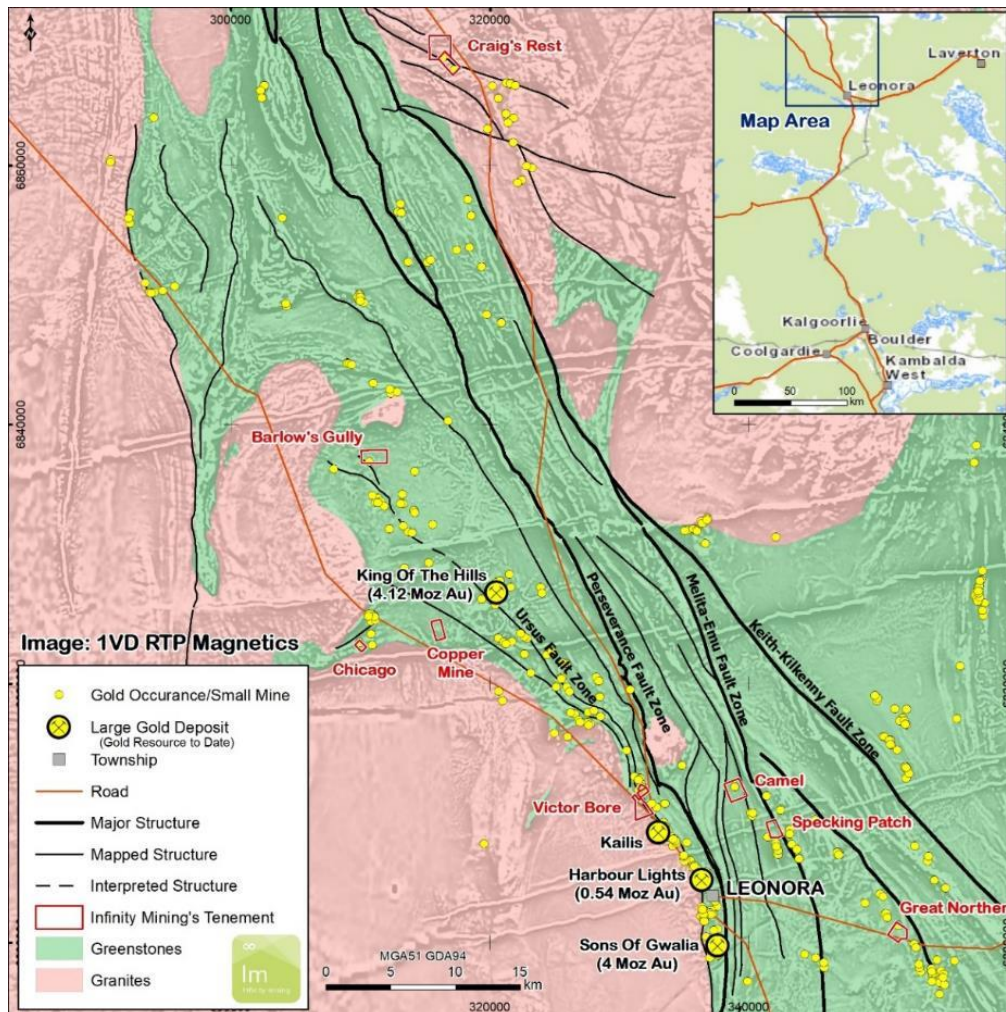 300000
320000
Craig's Rest
Laverton
Leonora
Map Area
6860000
Kalgoorlie
Boulder
Coolgardie
Kambalda
West
0 50 100
km
6840000
Barlow's Gully
King Of The Hills
(4.12 Moz Au)
Ursus Fault Zone
Perseverance Fault Zone
Melita-Emu Fault Zone
Keith-Kilkenny Fault Zone
Chicago
Copper
Mine
Camel
Victor Bore
Specking Patch
Kailis
Harbour Lights
(0.54 Moz Au)
LEONORA
Great Northern
Sons Of Gwalia
(4 Moz Au)
Image: 1VD RTP Magnetics
Gold Occurance/Small Mine
Large Gold Deposit
(Gold Resource to Date)
Township
Road
Major Structure
Mapped Structure
Interpreted Structure
Infinity Mining's Tenement
Greenstones
Granites
Im
MGA51 GDA94
0 5 10 15
km
320000
340000